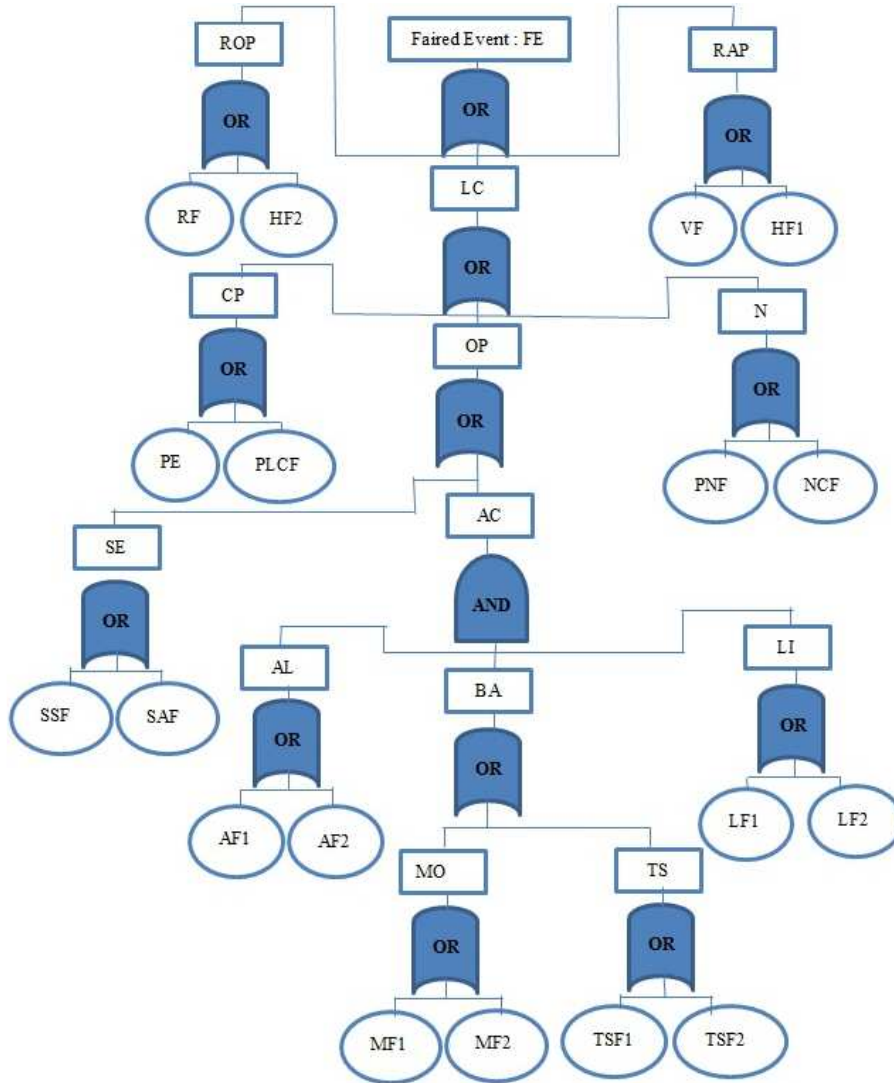 ROP
Faired Event : FE
RAP
OR
OR
OR
RF
HF2
LC
VF
HF1
OR
CP
N
OP
OR
OR
OR
PE
PLCF
PNF
NCF
SE
AC
OR
AND
AL
BA
LI
SSF
SAF
OR
OR
OR
AF1
AF2
LF1
LF2
MO
TS
OR
OR
MF1
MF2
TSF1
TSF2